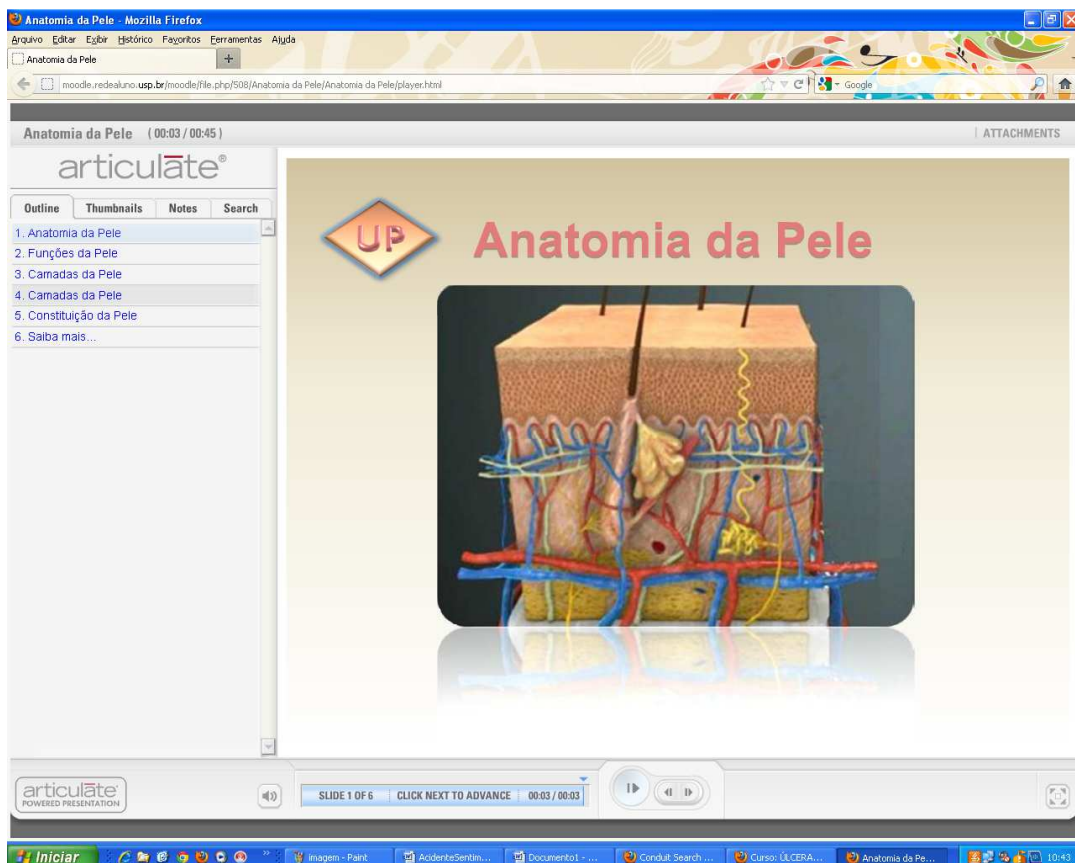 Anatomia da Pele - Mozilla Firefox
Arquivo Editar Exibir Histórico Favoritos Ferramentas Ajuda
Anatomia da Pele +
moodle.redealuno.usp.br/moodle/file.php/508/Anatomia da Pele/Anatomia da Pele/player.html
Google
Anatomia da Pele ( 00:03 / 00:45 )
ATTACHMENTS
articulate®
Outline Thumbnails Notes Search
1. Anatomia da Pele
2. Funções da Pele
3. Camadas da Pele
4. Camadas da Pele
5. Constituição da Pele
6. Saiba mais...
UP
Anatomia da Pele
articulate®
POWERED PRESENTATION
SLIDE 1 OF 6 CLICK NEXT TO ADVANCE 00:03 / 00:03
Iniciar
imagem - Paint
AcidenteSentim...
Documento1 - ...
Conduit Search ...
Curso: ÚLCERA...
Anatomia da Pe...
10:43